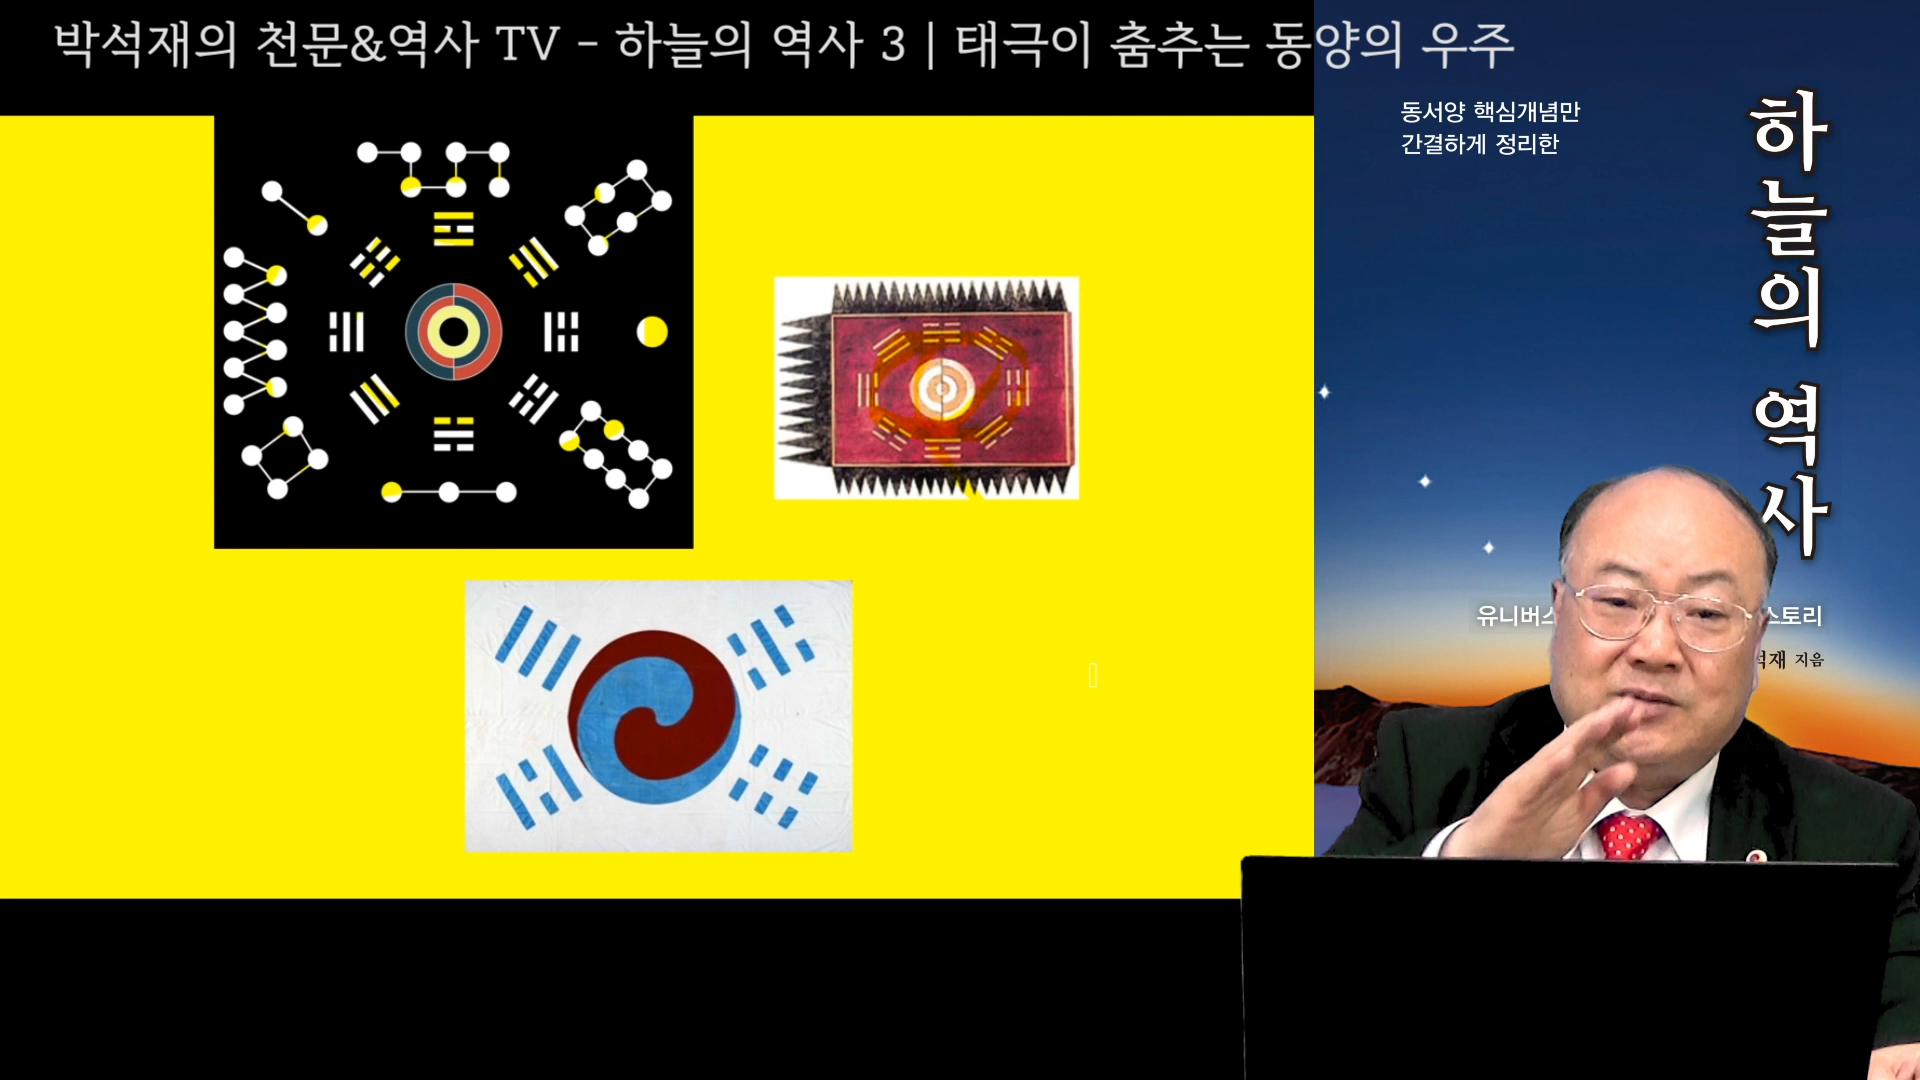 박석재의 천문&역사 TV - 하늘의 역사 3 | 태극이 춤추는 동양의 우주
동서양 핵심개념만
간결하게 정리한
하늘의 역사
유니버스
스토리
석재 지음